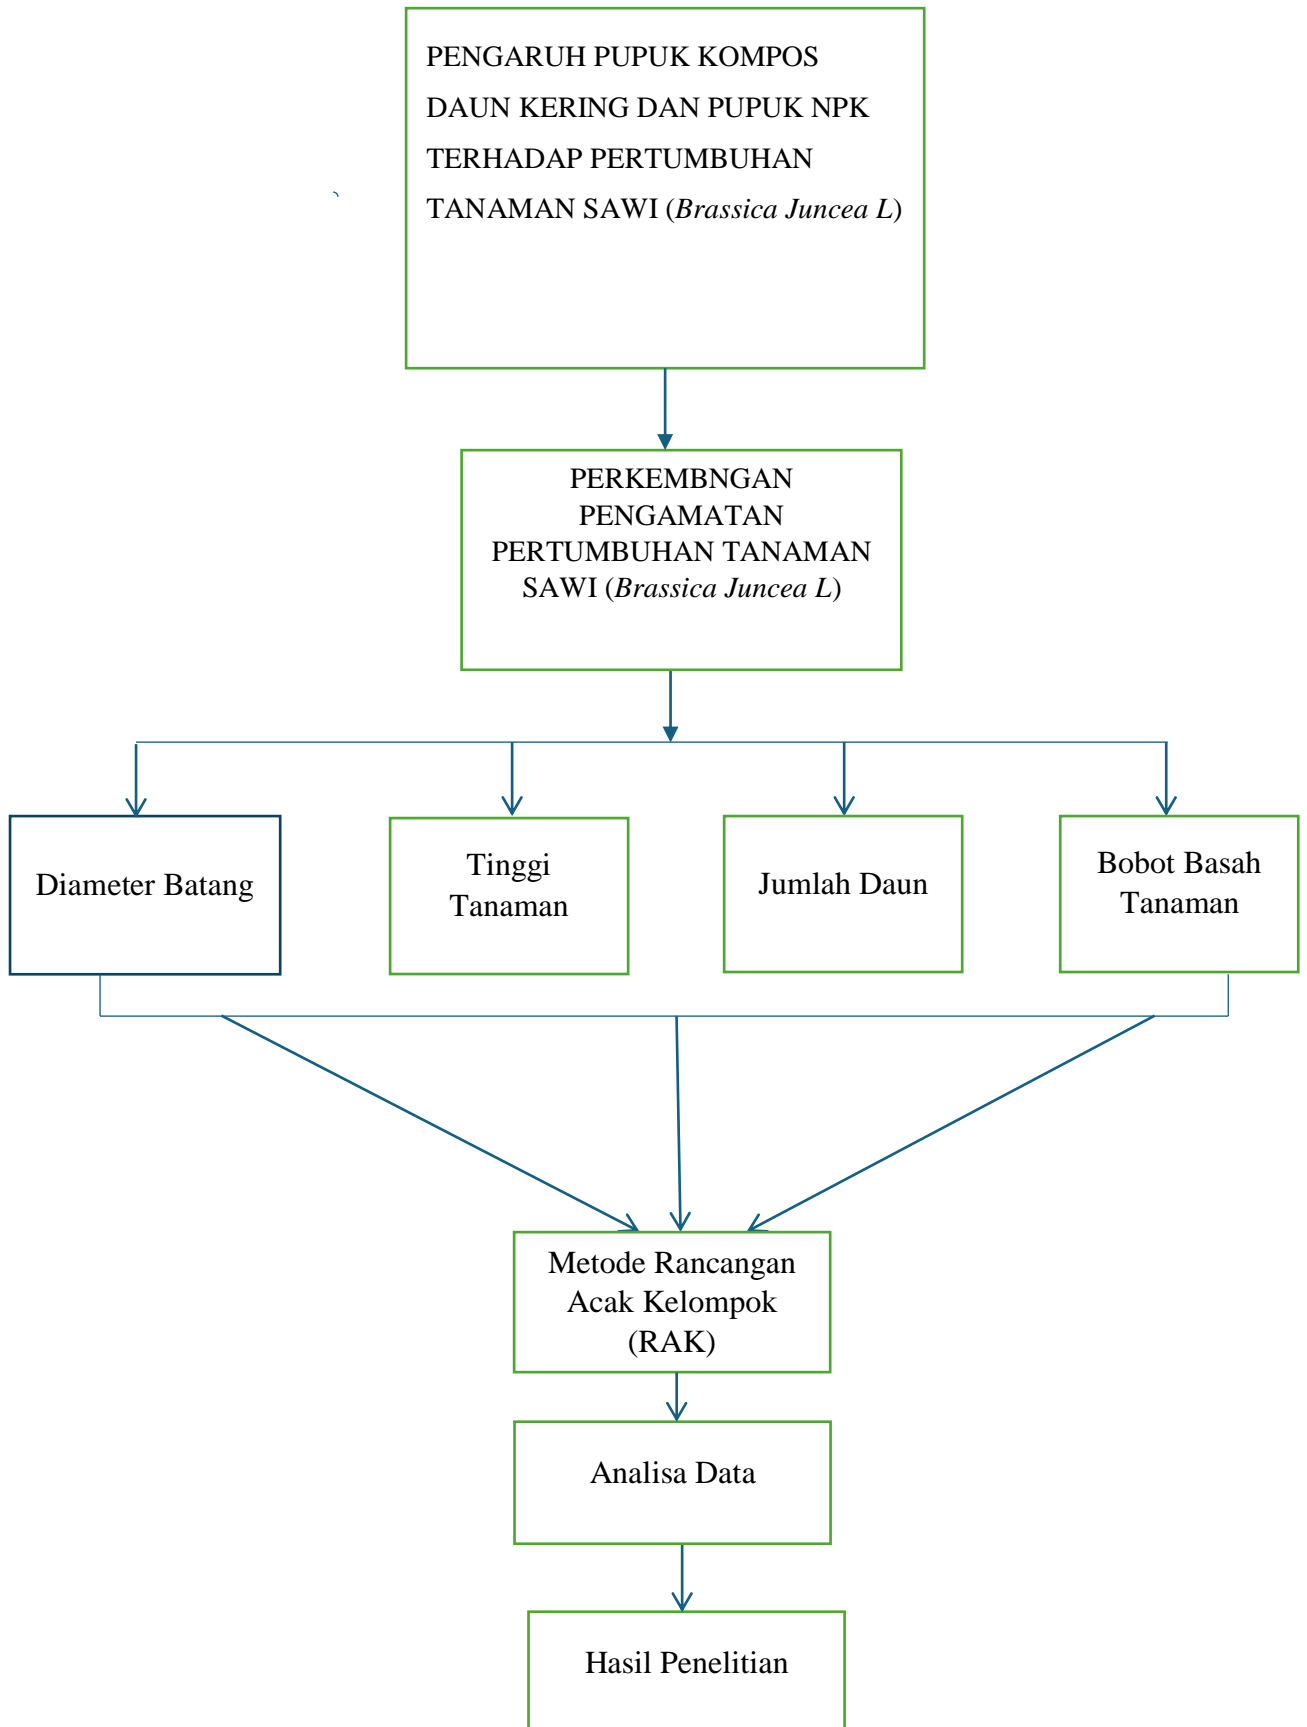 PENGARUH PUPUK KOMPOS
DAUN KERING DAN PUPUK NPK
TERHADAP PERTUMBUHAN
TANAMAN SAWI (Brassica Juncea L)
PERKEMBNGAN
PENGAMATAN
PERTUMBUHAN TANAMAN
SAWI (Brassica Juncea L)
Diameter Batang
Tinggi
Tanaman
Jumlah Daun
Bobot Basah
Tanaman
Metode Rancangan
Acak Kelompok
(RAK)
Analisa Data
Hasil Penelitian